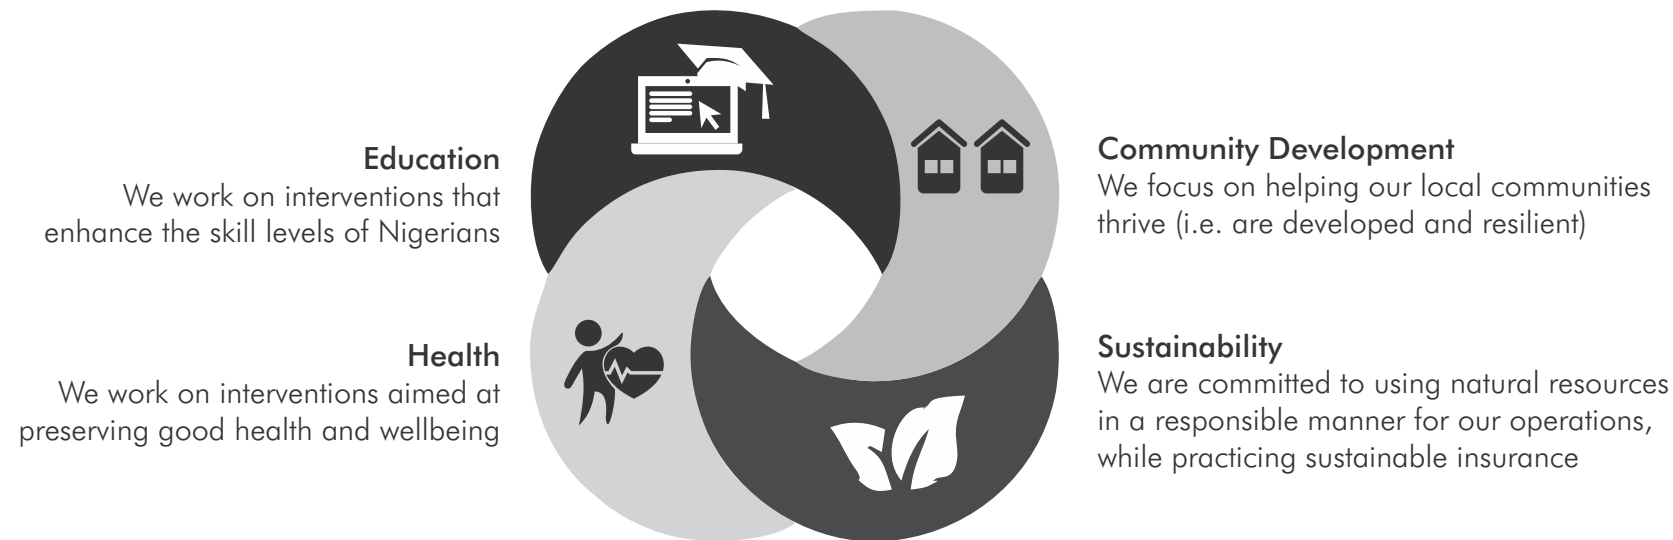 Education
We work on interventions that
enhance the skill levels of Nigerians
Community Development
We focus on helping our local communities
thrive (i.e. are developed and resilient)
Health
We work on interventions aimed at
preserving good health and wellbeing
Sustainability
We are committed to using natural resources
in a responsible manner for our operations,
while practicing sustainable insurance